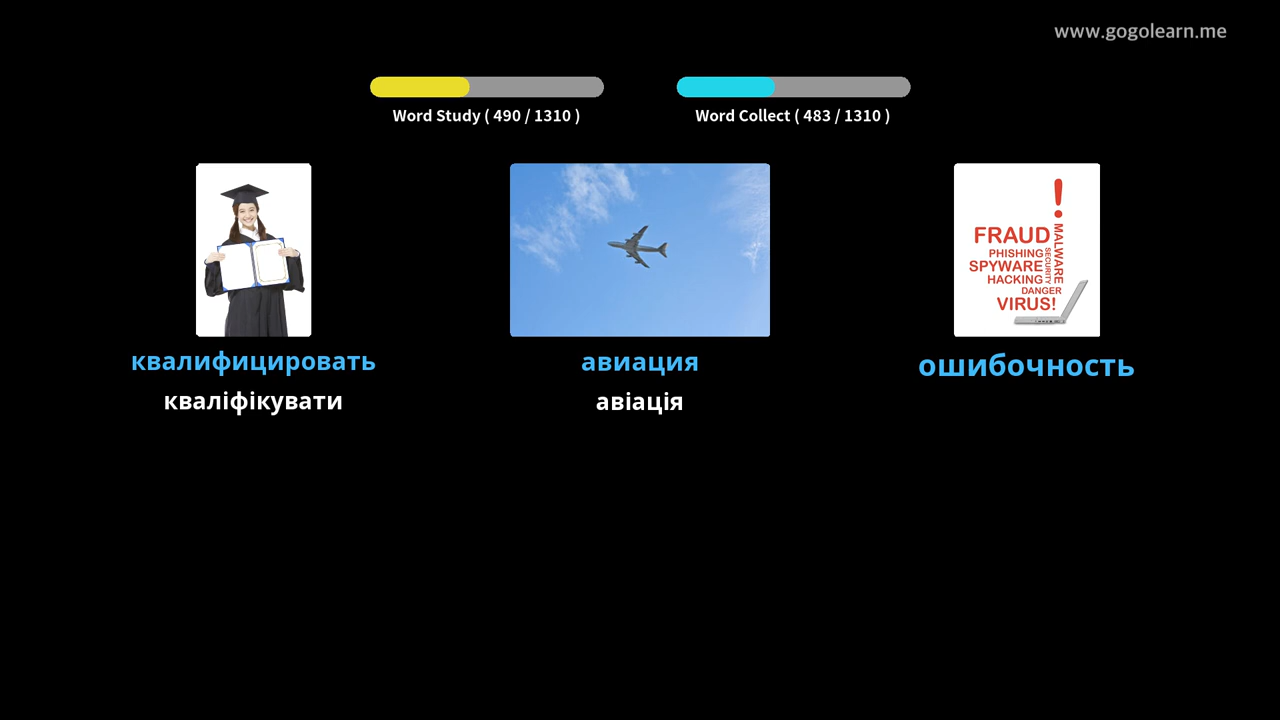 www.gogolearn.me
Word Study ( 490 / 1310 )
Word Collect ( 483 / 1310 )
FRAUD
PHISHING
SPYWARE
HACKING
DANGER
VIRUS!
SECURITY
MALWARE
!
квалифицировать
авиация
ошибочность
кваліфікувати
авіація